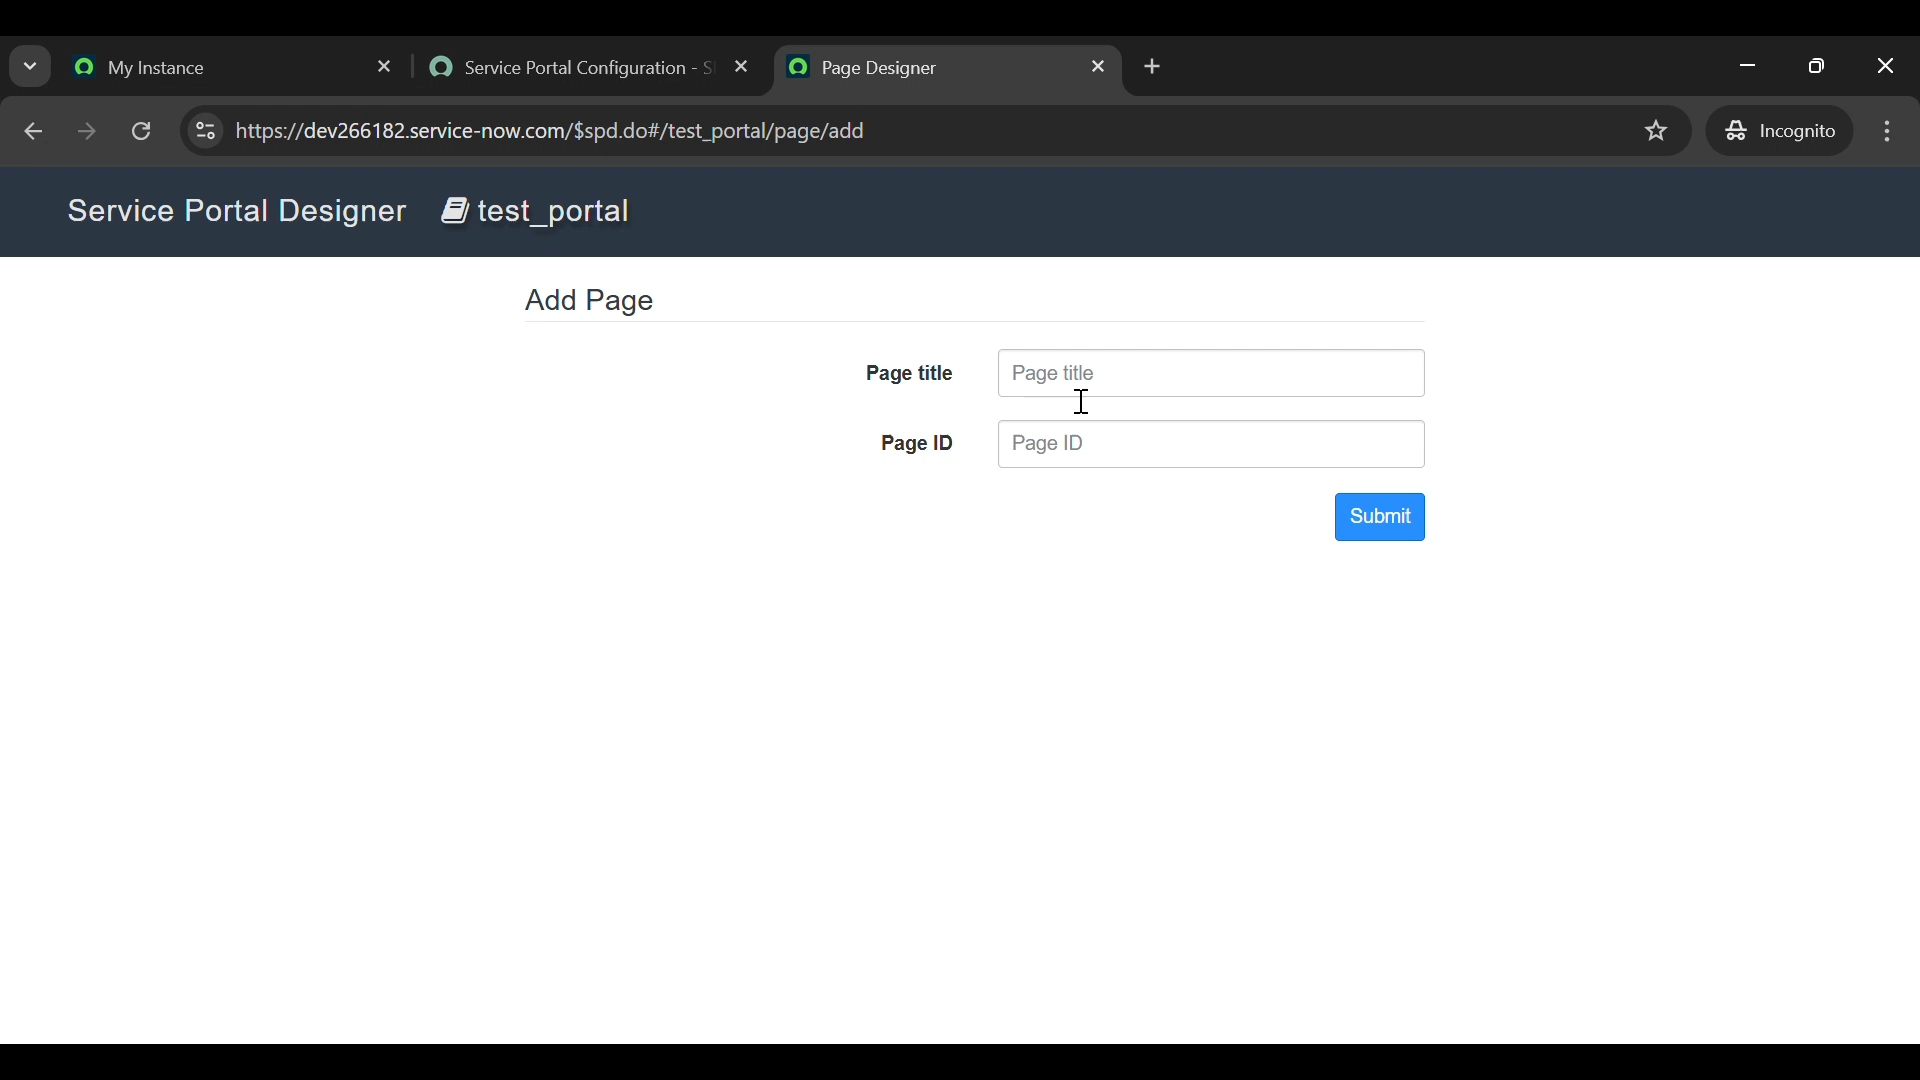 My Instance
Service Portal Configuration - S
Page Designer
https://dev266182.service-now.com/$spd.do#/test_portal/page/add
Incognito
Service Portal Designer test_portal
Add Page
Page title Page title
Page ID Page ID
Submit